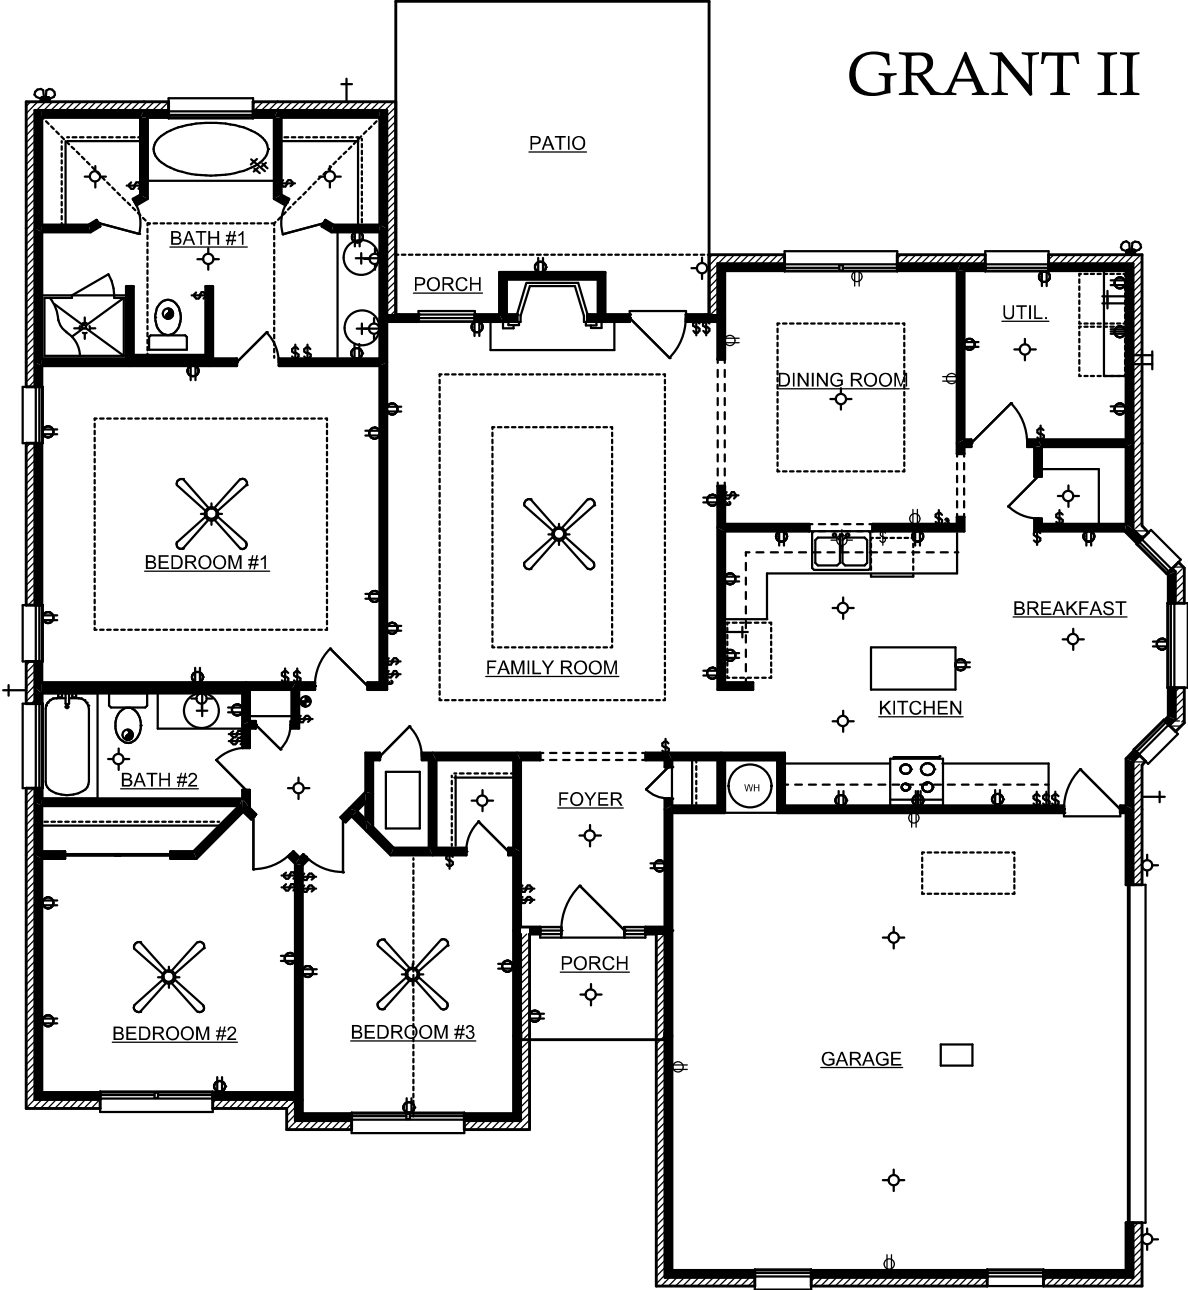 GRANT II
PATIO
BATH #1
PORCH
UTIL.
DINING ROOM
BEDROOM #1
BREAKFAST
FAMILY ROOM
KITCHEN
BATH #2
WH
FOYER
PORCH
BEDROOM #2
BEDROOM #3
GARAGE